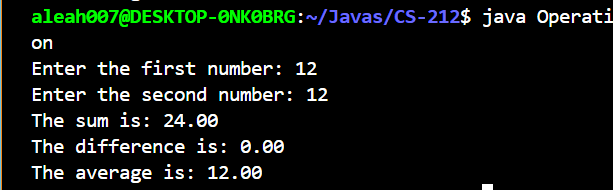 aleah007@DESKTOP-0NK0BRG:~/Javas/CS-212$ java Operati
on
Enter the first number: 12
Enter the second number: 12
The sum is: 24.00
The difference is: 0.00
The average is: 12.00